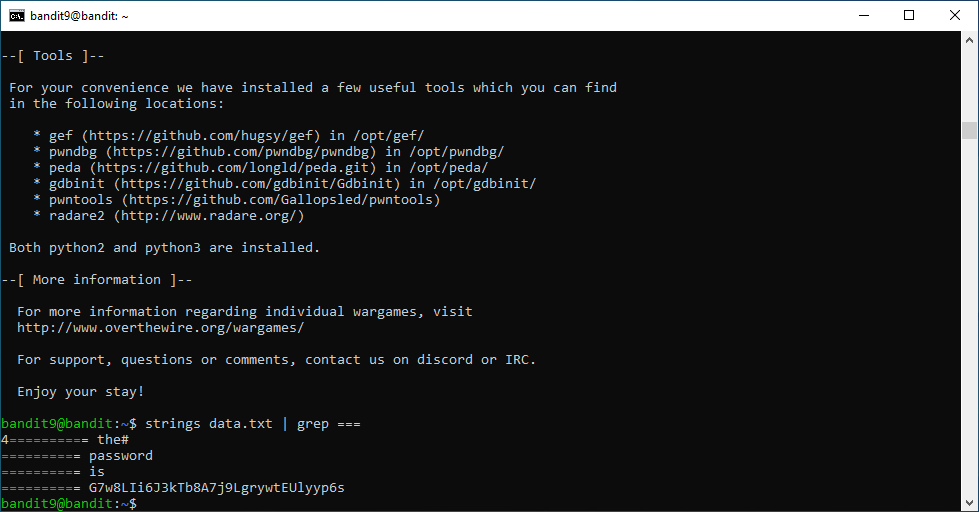 bandit9@bandit: ~
--[ Tools ]--
For your convenience we have installed a few useful tools which you can find
in the following locations:
* gef (https://github.com/hugsy/gef) in /opt/gef/
* pwndbg (https://github.com/pwndbg/pwndbg) in /opt/pwndbg/
* peda (https://github.com/longld/peda.git) in /opt/peda/
* gdbinit (https://github.com/gdbinit/Gdbinit) in /opt/gdbinit/
* pwntools (https://github.com/Gallopsled/pwntools)
* radare2 (http://www.radare.org/)
Both python2 and python3 are installed.
--[ More information ]--
For more information regarding individual wargames, visit
http://www.overthewire.org/wargames/
For support, questions or comments, contact us on discord or IRC.
Enjoy your stay!
bandit9@bandit:~$ strings data.txt | grep ===
4========== the#
========== password
========== is
========== G7w8LIi6J3kTb8A7j9LgrywtEUlyyp6s
bandit9@bandit:~$